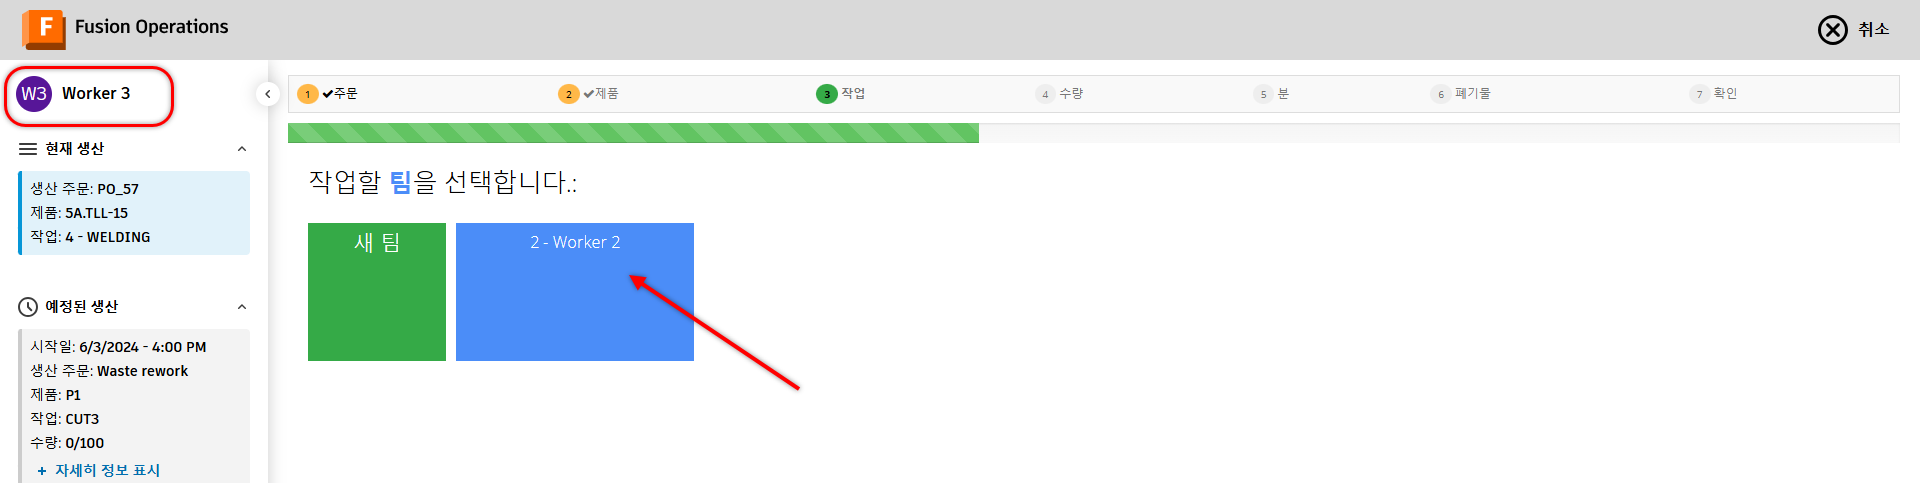 F Fusion Operations
취소
W3 Worker 3
현재 생산
생산 주문: PO_57
제품: 5A.TLL-15
작업: 4 - WELDING
예정된 생산
시작일: 6/3/2024 - 4:00 PM
생산 주문: Waste rework
제품: P1
작업: CUT3
수량: 0/100
+ 자세히 정보 표시
1 ✔주문
2 ✔제품
3 작업
4 수량
5 분
6 폐기물
7 확인
작업할 팀을 선택합니다.:
새 팀
2 - Worker 2